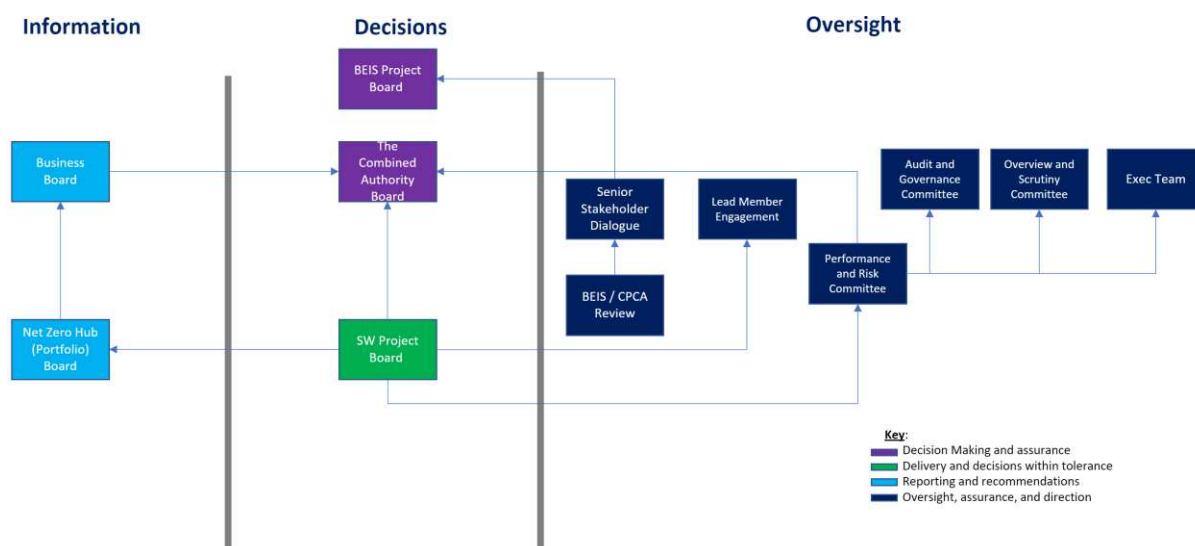 Information
Decisions
Oversight
BEIS Project
Board
Business
Board
The
Combined
Authority
Board
Senior
Stakeholder
Dialogue
Lead Member
Engagement
Audit and
Governance
Committee
Overview and
Scrutiny
Committee
Exec Team
Performance
and Risk
Committee
BEIS / CPCA
Review
Net Zero Hub
(Portfolio)
Board
SW Project
Board
Key:
Decision Making and assurance
Delivery and decisions within tolerance
Reporting and recommendations
Oversight, assurance, and direction